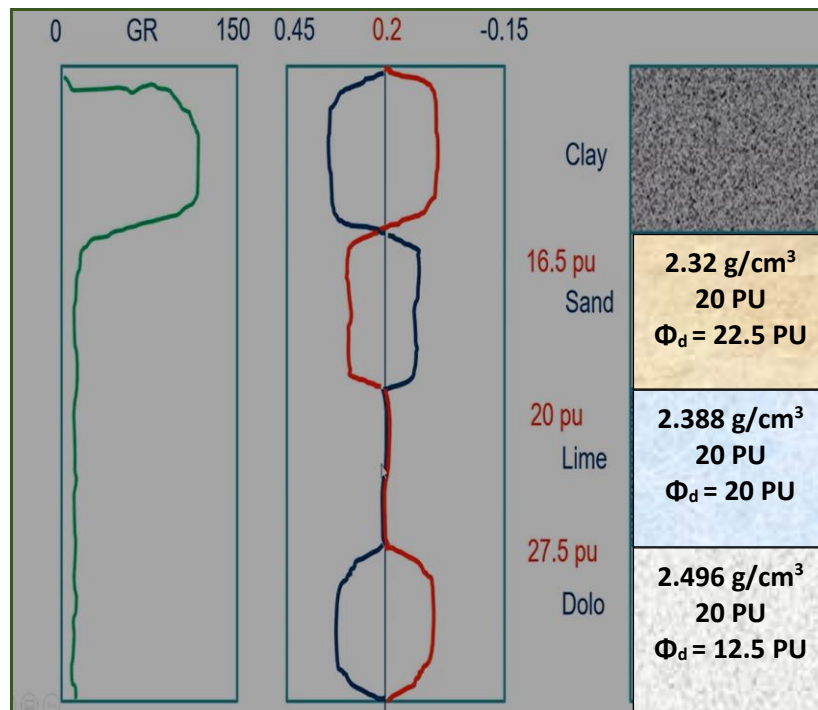 0 GR 150 0.45 0.2 -0.15
Clay
16.5 pu
Sand
2.32 g/cm³
20 PU
Φd = 22.5 PU
20 pu
Lime
2.388 g/cm³
20 PU
Φd = 20 PU
27.5 pu
Dolo
2.496 g/cm³
20 PU
Φd = 12.5 PU